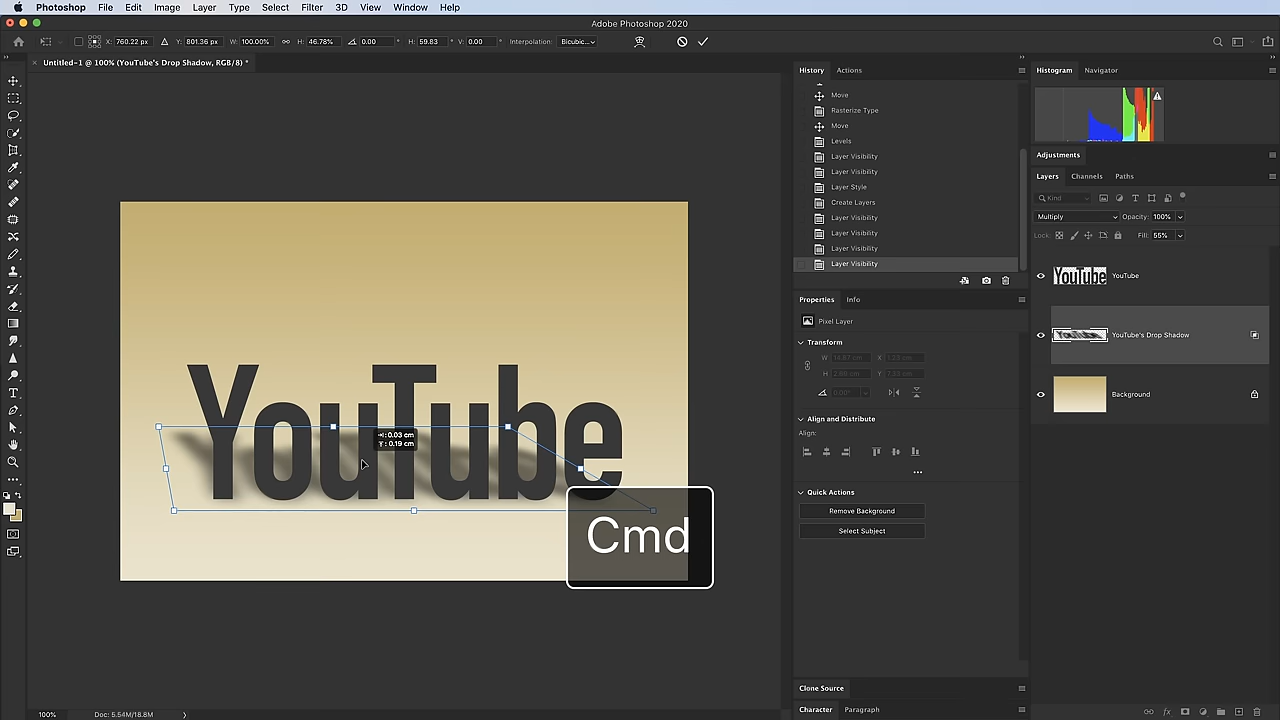 Photoshop File Edit Image Layer Type Select Filter 3D View Window Help
Adobe Photoshop 2020
X: 760.22 px Y: 801.36 px W: 100.00% H: 46.78% 0.00 ° H: 59.83 V: 0.00 ° Interpolation: Bicubic...
Untitled-1 @ 100% (YouTube's Drop Shadow, RGB/8) *
History Actions
Move
Rasterize Type
Move
Levels
Layer Visibility
Layer Visibility
Layer Style
Create Layers
Layer Visibility
Layer Visibility
Layer Visibility
Layer Visibility
Properties Info
Pixel Layer
Transform
Align and Distribute
Align:
Quick Actions
Remove Background
Select Subject
Clone Source
Character Paragraph
Histogram Navigator
Adjustments
Layers Channels Paths
Kind
Multiply Opacity: 100%
Lock: Fill: 55%
YouTube YouTube
YouTube's Drop Shadow
Background
YouTube
: 0.03 cm
: 0.19 cm
Cmd
100% Doc: 5.54M/18.8M